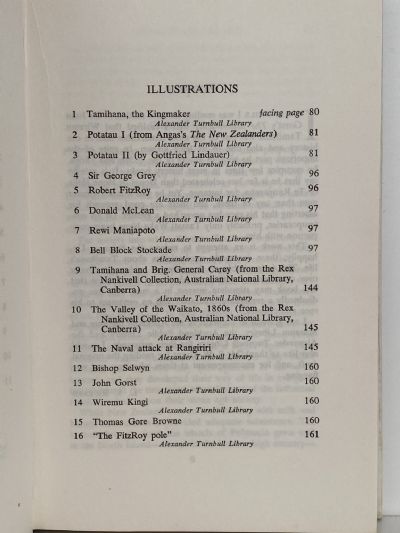 ILLUSTRATIONS
1 Tamihana, the Kingmaker facing page 80
Alexander Turnbull Library
2 Potatau I (from Angas's The New Zealanders) 81
Alexander Turnbull Library
3 Potatau II (by Gottfried Lindauer) 81
Alexander Turnbull Library
4 Sir George Grey 96
5 Robert FitzRoy 96
Alexander Turnbull Library
6 Donald McLean 97
Alexander Turnbull Library
7 Rewi Maniapoto 97
Alexander Turnbull Library
8 Bell Block Stockade 97
Alexander Turnbull Library
9 Tamihana and Brig. General Carey (from the Rex
Nankivell Collection, Australian National Library,
Canberra) 144
Alexander Turnbull Library
10 The Valley of the Waikato, 1860s (from the Rex
Nankivell Collection, Australian National Library,
Canberra) 145
Alexander Turnbull Library
11 The Naval attack at Rangiriri 145
Alexander Turnbull Library
12 Bishop Selwyn 160
13 John Gorst 160
Alexander Turnbull Library
14 Wiremu Kingi 160
Alexander Turnbull Library
15 Thomas Gore Browne 160
16 "The FitzRoy pole" 161
Alexander Turnbull Library